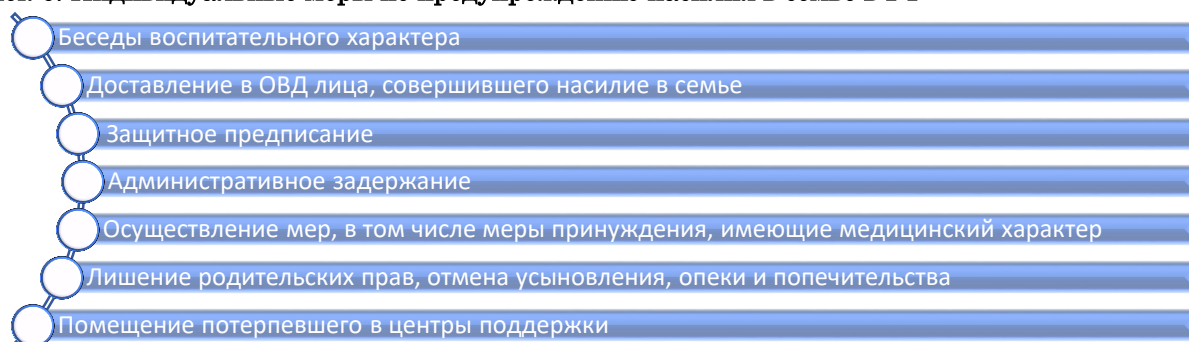 Беседы воспитательного характера
Доставление в ОВД лица, совершившего насилие в семье
Защитное предписание
Административное задержание
Осуществление мер, в том числе меры принуждения, имеющие медицинский характер
Лишение родительских прав, отмена усыновления, опеки и попечительства
Помещение потерпевшего в центры поддержки